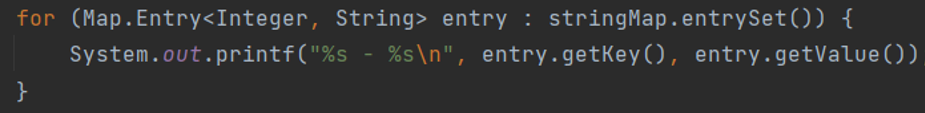 for (Map.Entry<Integer, String> entry : stringMap.entrySet()) {
    System.out.printf("%s - %s\n", entry.getKey(), entry.getValue())
}